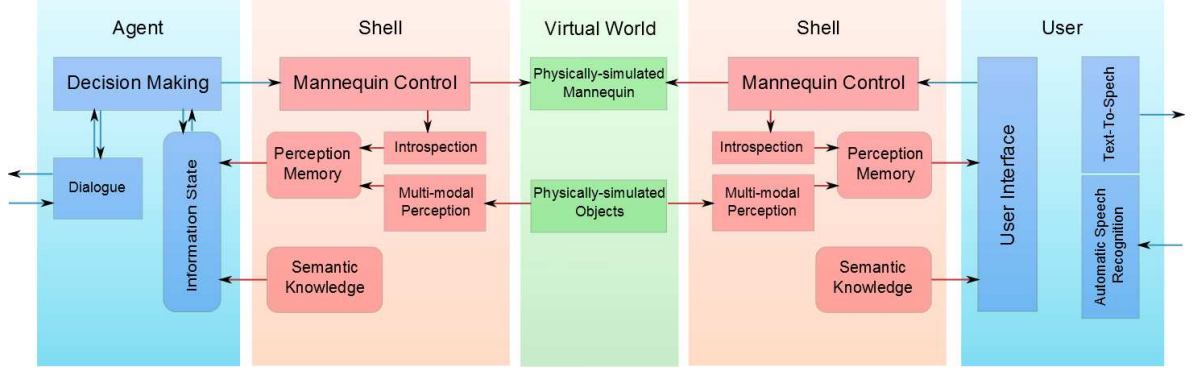 Agent
Shell
Virtual World
Shell
User
Decision Making
Mannequin Control
Physically-simulated
Mannequin
Mannequin Control
Introspection
Introspection
Perception
Memory
Perception
Memory
Dialogue
Information State
Multi-modal
Perception
Physically-simulated
Objects
Multi-modal
Perception
User Interface
Text-To-Spech
Automatic Speech
Recognition
Semantic
Knowledge
Semantic
Knowledge